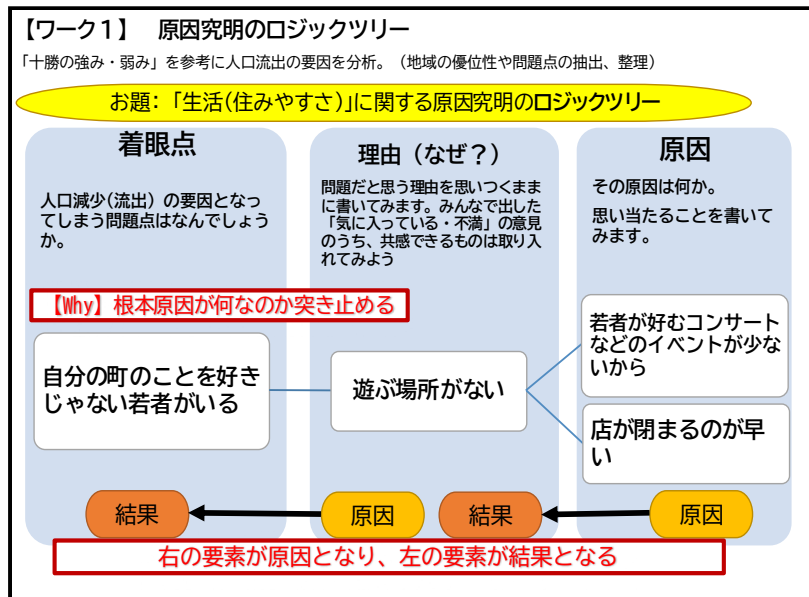 【ワーク1】　原因究明のロジックツリー
「十勝の強み・弱み」を参考に人口流出の要因を分析。（地域の優位性や問題点の抽出、整理）
お題:「生活(住みやすさ)」に関する原因究明のロジックツリー
着眼点
人口減少(流出) の要因となっ
てしまう問題点はなんでしょう
か。
理由（なぜ？）
問題だと思う理由を思いつくまま
に書いてみます。みんなで出した
「気に入っている・不満」の意見
のうち、共感できるものは取り入
れてみよう
原因
その原因は何か。
思い当たることを書いて
みます。
【Why】根本原因が何なのか突き止める
自分の町のことを好き
じゃない若者がいる
遊ぶ場所がない
若者が好むコンサート
などのイベントが少な
いから
店が閉まるのが早
い
結果
原因
結果
原因
右の要素が原因となり、左の要素が結果となる